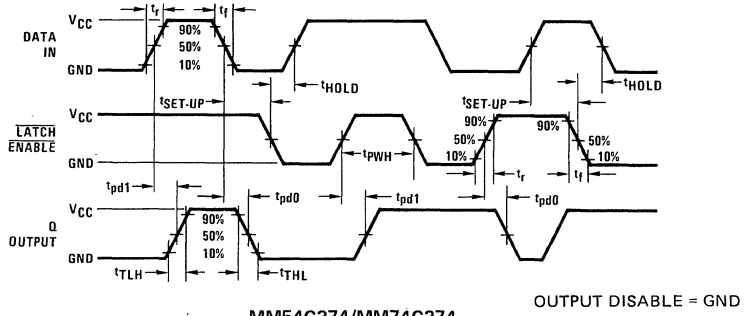 tr tf
VCC
90%
DATA IN
50%
10%
GND
tHOLD
tSET-UP
tSET-UP
tHOLD
VCC
LATCH ENABLE
90%
90%
50%
50%
tPWH
10%
10%
GND
tr tf
tpd1
tpd0
tpd1
tpd0
VCC
90%
Q OUTPUT
50%
10%
GND
tTLH
tTHL
OUTPUT DISABLE = GND
MM54C374/MM74C374